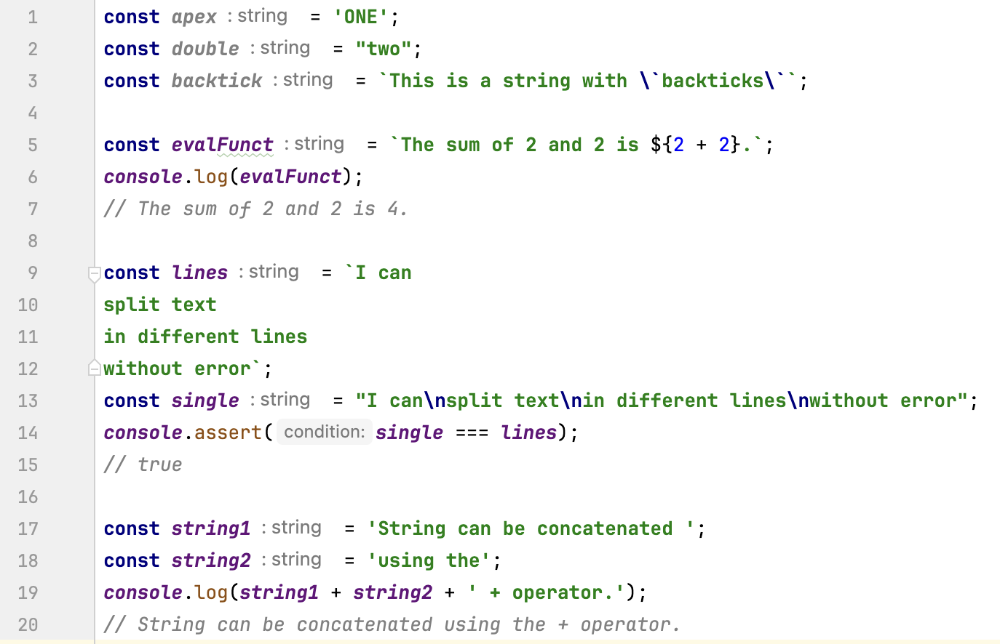 1 const apex : string = 'ONE';
2 const double : string = "two";
3 const backtick : string = `This is a string with \`backticks\``;
4
5 const evalFunct : string = `The sum of 2 and 2 is ${2 + 2}.`;
6 console.log(evalFunct);
7 // The sum of 2 and 2 is 4.
8
9 const lines : string = `I can
10 split text
11 in different lines
12 without error`;
13 const single : string = "I can\nsplit text\nin different lines\nwithout error";
14 console.assert( condition: single === lines);
15 // true
16
17 const string1 : string = 'String can be concatenated ';
18 const string2 : string = 'using the';
19 console.log(string1 + string2 + ' + operator.');
20 // String can be concatenated using the + operator.